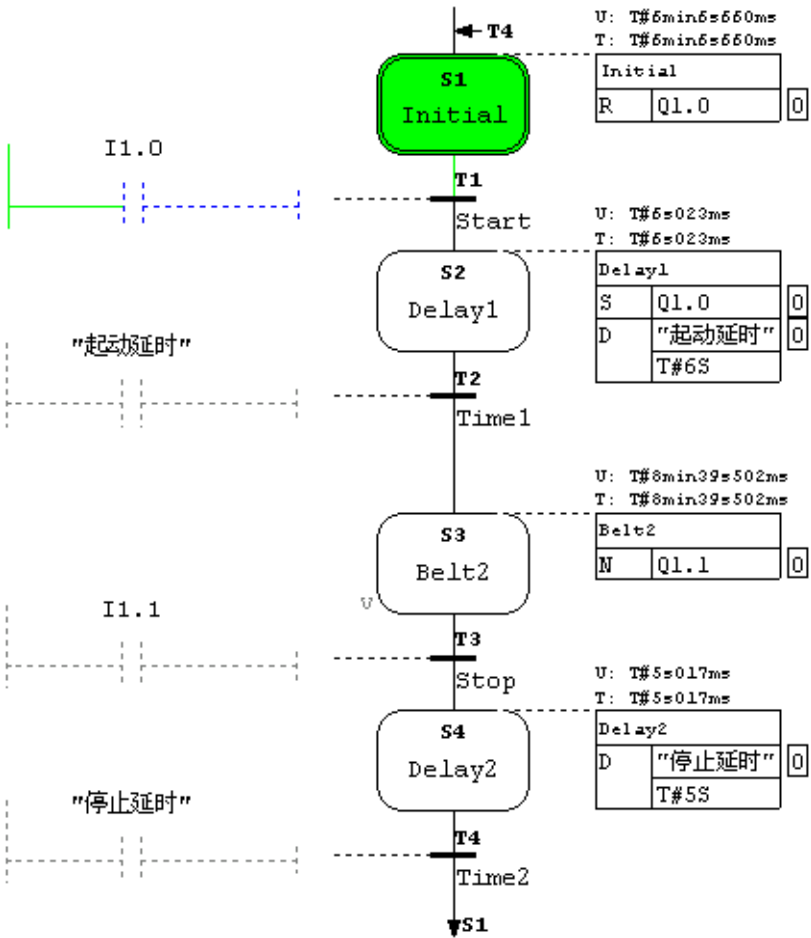 T4
U: T#6min6s660ms
T: T#6min6s660ms
S1
Initial
Initial
R Q1.0 0
I1.0
T1
Start
U: T#6s023ms
T: T#6s023ms
S2
Delay1
Delay1
S Q1.0 0
D "起动延时" 0
T#6S
"起动延时"
T2
Time1
U: T#8min39s502ms
T: T#8min39s502ms
S3
Belt2
Belt2
N Q1.1 0
V
I1.1
T3
Stop
U: T#5s017ms
T: T#5s017ms
S4
Delay2
Delay2
D "停止延时" 0
T#5S
"停止延时"
T4
Time2
S1